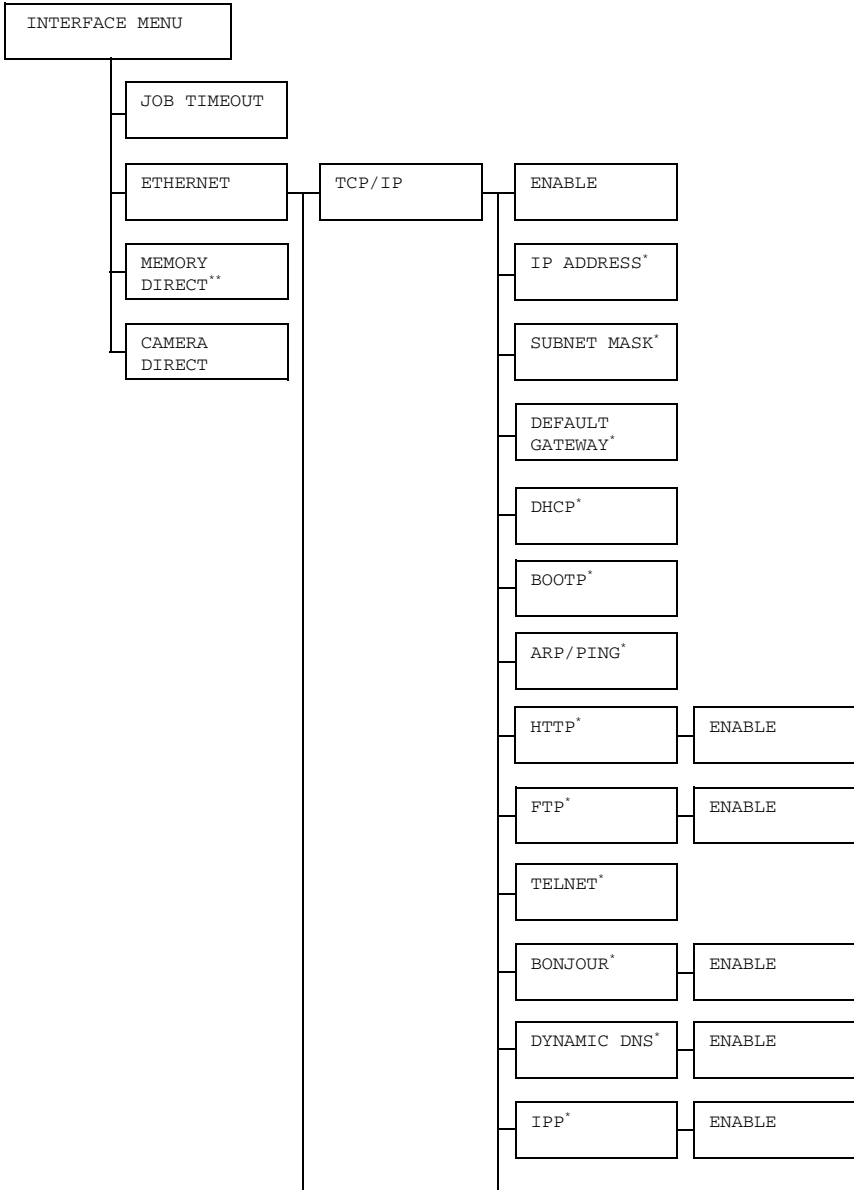 INTERFACE MENU
JOB TIMEOUT
ETHERNET
TCP/IP
ENABLE
MEMORY
DIRECT**
IP ADDRESS*
CAMERA
DIRECT
SUBNET MASK*
DEFAULT
GATEWAY*
DHCP*
BOOTP*
ARP/PING*
HTTP*
ENABLE
FTP*
ENABLE
TELNET*
BONJOUR*
ENABLE
DYNAMIC DNS*
ENABLE
IPP*
ENABLE